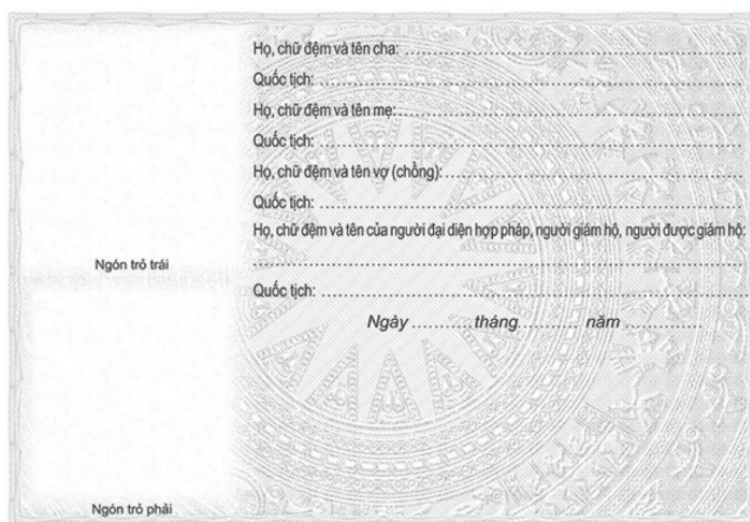 Họ, chữ đệm và tên cha: ........................................................................
Quốc tịch: ........................................................................
Họ, chữ đệm và tên mẹ: ........................................................................
Quốc tịch: ........................................................................
Họ, chữ đệm và tên vợ (chồng): ................................................................
Quốc tịch: ........................................................................
Họ, chữ đệm và tên của người đại diện hợp pháp, người giám hộ, người được giám hộ:
........................................................................
Ngón trỏ trái
Quốc tịch: ........................................................................
Ngày ............tháng............ năm ...............
Ngón trỏ phải